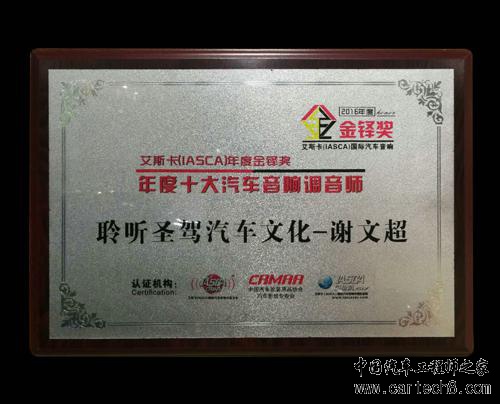 2016年度
金铎奖
艾斯卡(IASCA)国际汽车音响
艾斯卡(IASCA)年度金铎奖
年度十大汽车音响调音师
聆听圣驾汽车文化-谢文超
认证机构:
Certification:
IASCA
CAMRA
IASCA
中国汽车工程师之家
www.cartech8.com